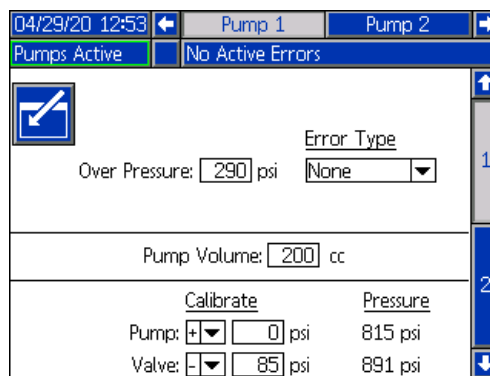 04/29/20 12:53 Pump 1 Pump 2
Pumps Active No Active Errors
Error Type
Over Pressure: 290 psi None
1
Pump Volume: 200 cc
2
Calibrate Pressure
Pump: + 0 psi 815 psi
Valve: - 85 psi 891 psi